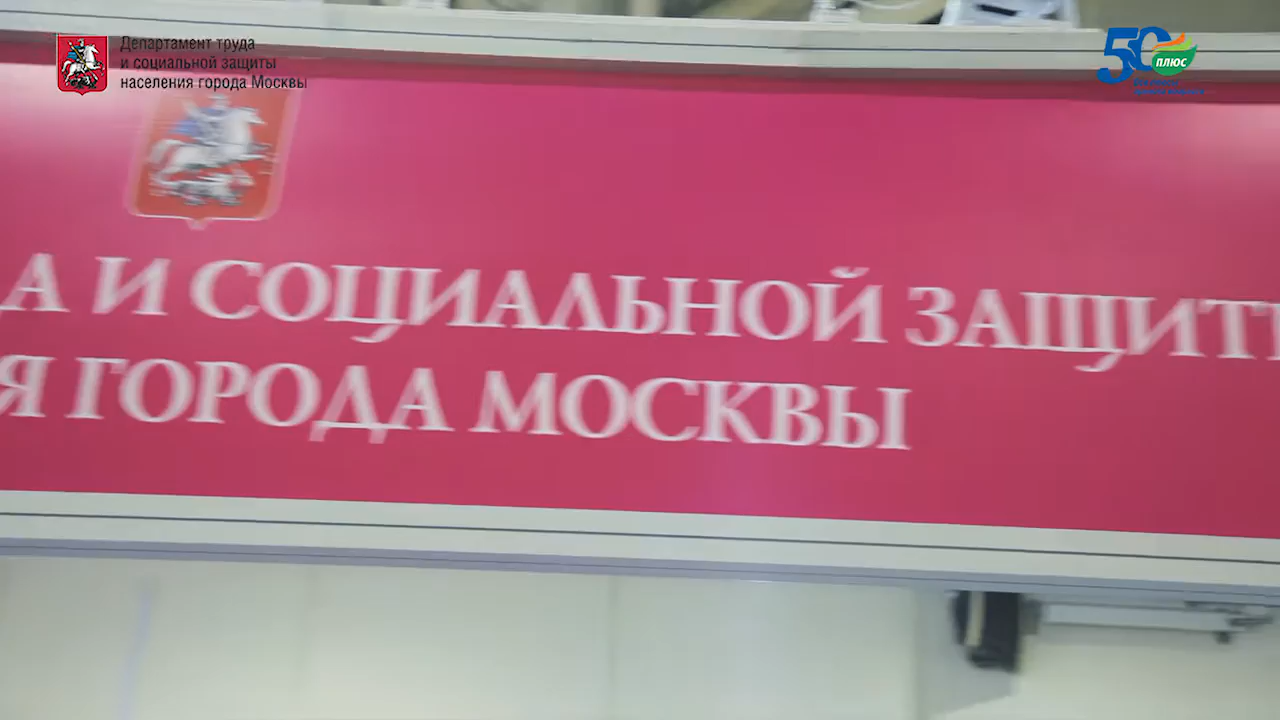 Департамент труда
и социальной защиты
населения города Москвы
50
плюс
А И СОЦИАЛЬНОЙ ЗАЩИТ
Я ГОРОДА МОСКВЫ